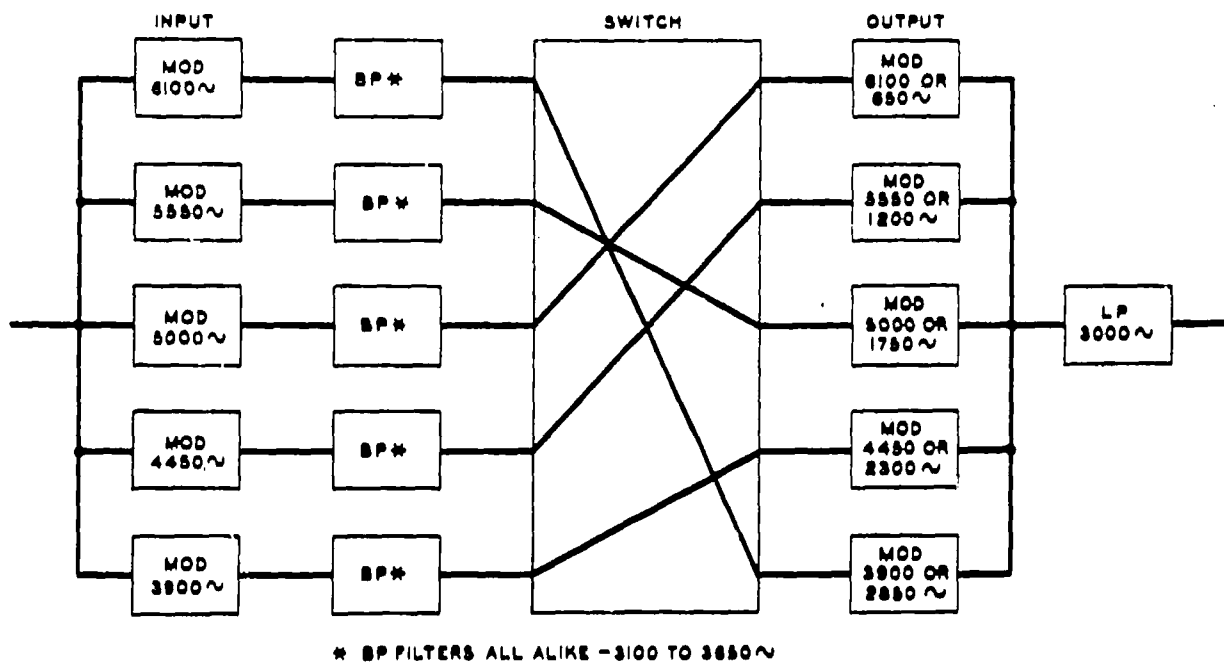 INPUT
SWITCH
OUTPUT
MOD
6100~
BP*
MOD
6100 OR
650~
MOD
5550~
BP*
MOD
5550 OR
1200~
MOD
5000~
BP*
MOD
5000 OR
1750~
LP
3000~
MOD
4450~
BP*
MOD
4450 OR
2300~
MOD
3900~
BP*
MOD
3900 OR
2850~
* BP FILTERS ALL ALIKE - 3100 TO 3650~